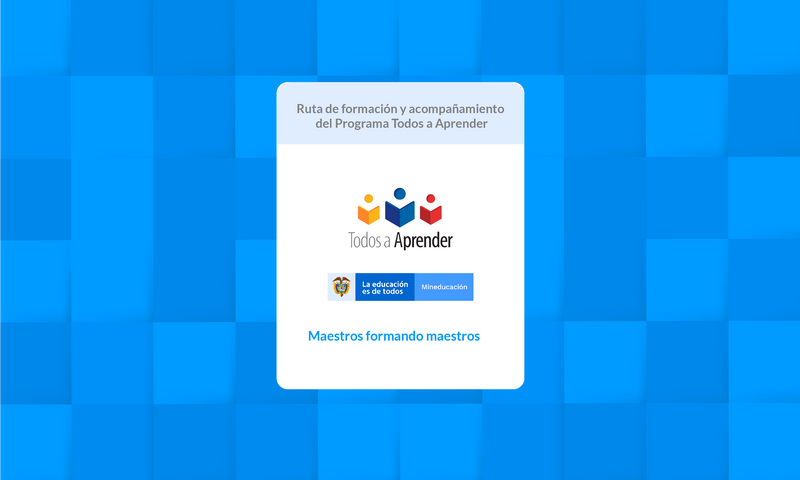 Ruta de formación y acompañamiento
del Programa Todos a Aprender
Todos a Aprender
La educación
es de todos
Mineducación
Maestros formando maestros